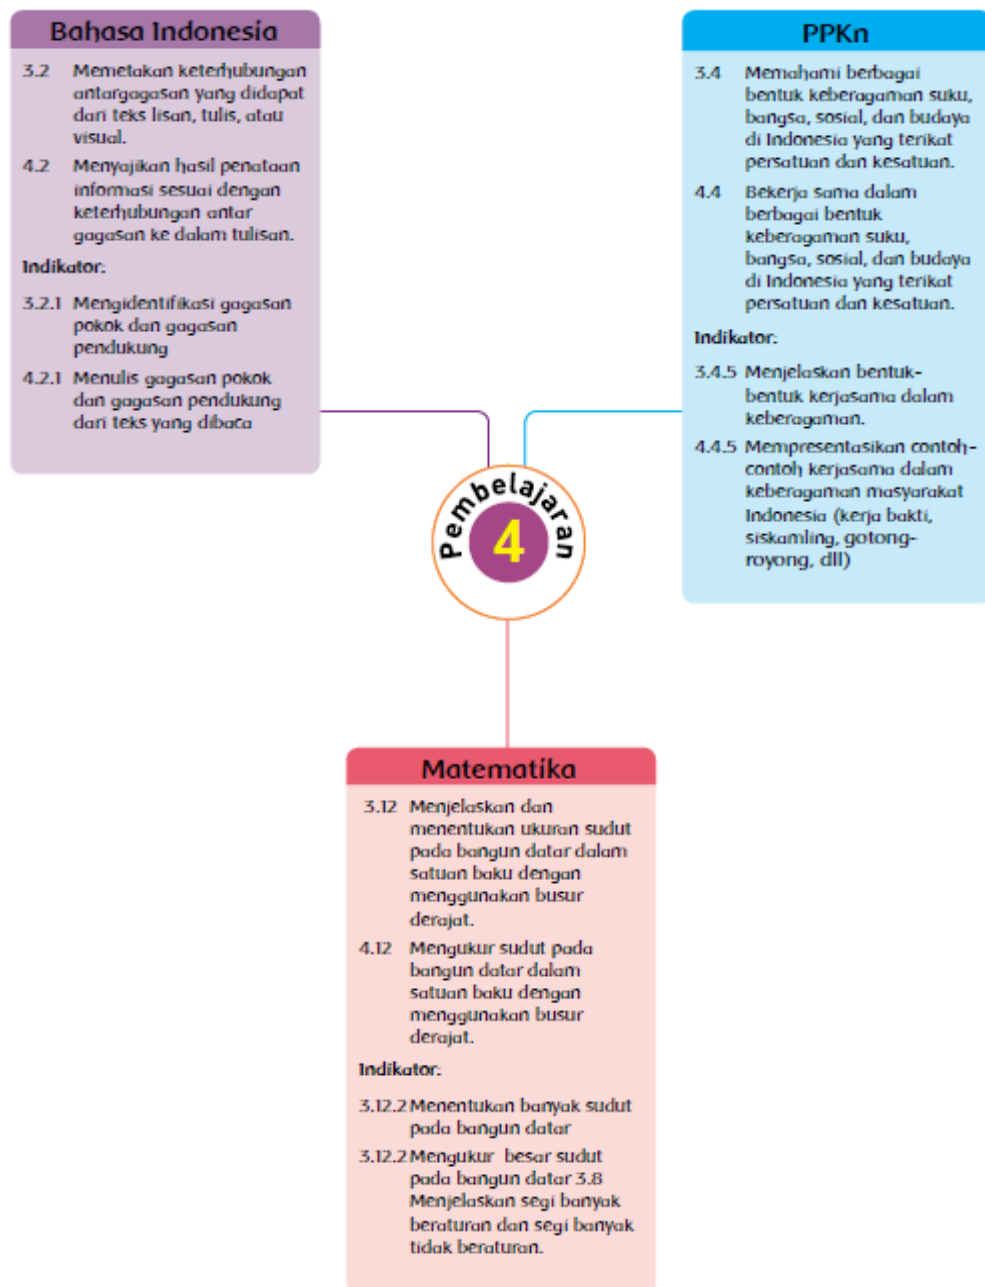 Bahasa Indonesia
3.2 Memetakan keterhubungan
antargagasan yang didapat
dari teks lisan, tulis, atau
visual.
4.2 Menyajikan hasil penataan
informasi sesuai dengan
keterhubungan antar
gagasan ke dalam tulisan.
Indikator:
3.2.1 Mengidentifikasi gagasan
pokok dan gagasan
pendukung
4.2.1 Menulis gagasan pokok
dan gagasan pendukung
dari teks yang dibaca
PPKn
3.4 Memahami berbagai
bentuk keberagaman suku,
bangsa, sosial, dan budaya
di Indonesia yang terikat
persatuan dan kesatuan.
4.4 Bekerja sama dalam
berbagai bentuk
keberagaman suku,
bangsa, sosial, dan budaya
di Indonesia yang terikat
persatuan dan kesatuan.
Indikator:
3.4.5 Menjelaskan bentuk-
bentuk kerjasama dalam
keberagaman.
4.4.5 Mempresentasikan contoh-
contoh kerjasama dalam
keberagaman masyarakat
Indonesia (kerja bakti,
siskamling, gotong-
royong, dll)
Pembelajaran
4
Matematika
3.12 Menjelaskan dan
menentukan ukuran sudut
pada bangun datar dalam
satuan baku dengan
menggunakan busur
derajat.
4.12 Mengukur sudut pada
bangun datar dalam
satuan baku dengan
menggunakan busur
derajat.
Indikator:
3.12.2 Menentukan banyak sudut
pada bangun datar
3.12.2 Mengukur besar sudut
pada bangun datar 3.8
Menjelaskan segi banyak
beraturan dan segi banyak
tidak beraturan.